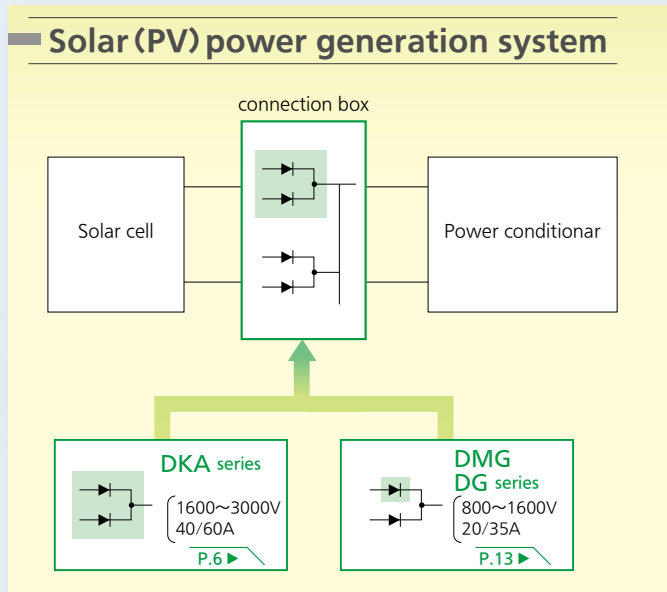 Solar (PV) power generation system
connection box
Solar cell
Power conditionar
DKA series
1600～3000V
40/60A
P.6 ▶
DMG
DG series
800～1600V
20/35A
P.13 ▶